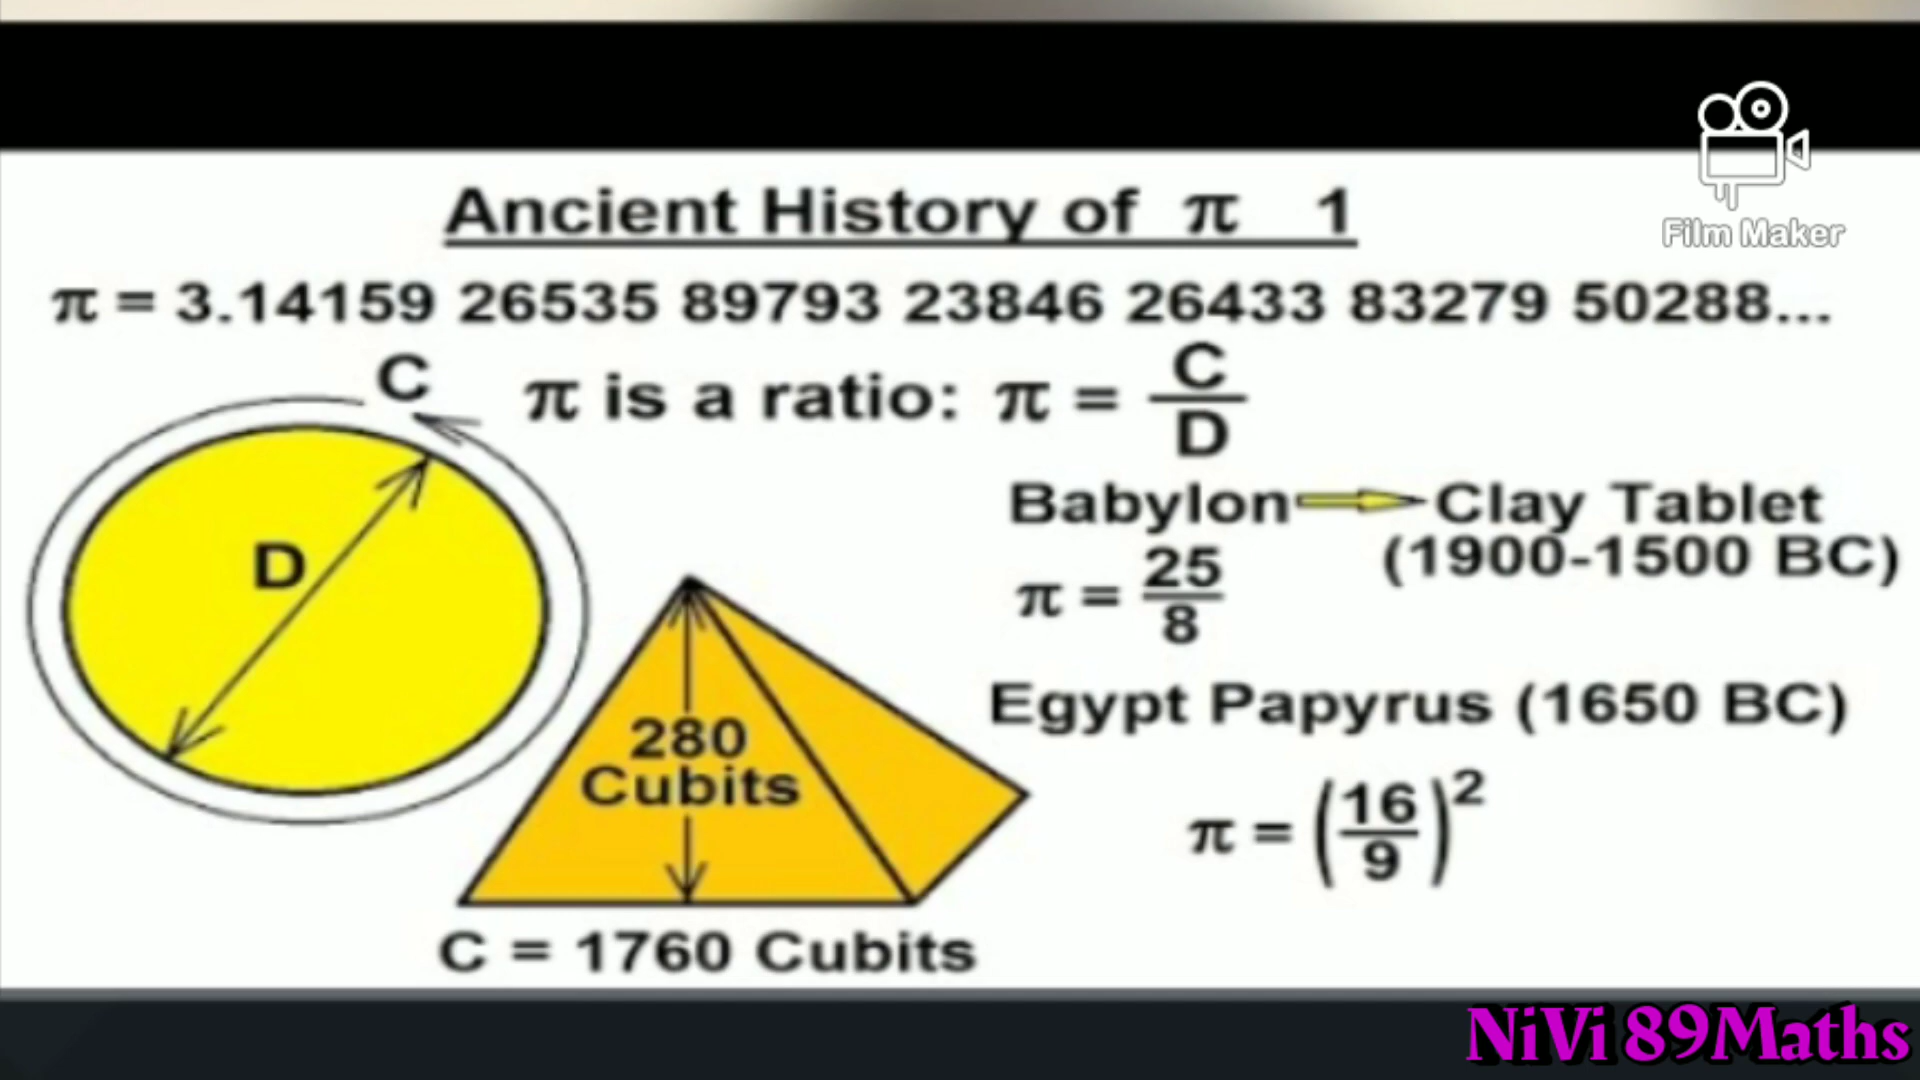 Film Maker
Ancient History of π 1
π = 3.14159 26535 89793 23846 26433 83279 50288...
C
π is a ratio: π = C/D
D
Babylon ⇒ Clay Tablet
(1900-1500 BC)
π = 25/8
280
Cubits
Egypt Papyrus (1650 BC)
π = (16/9)²
C = 1760 Cubits
NiVi 89Maths